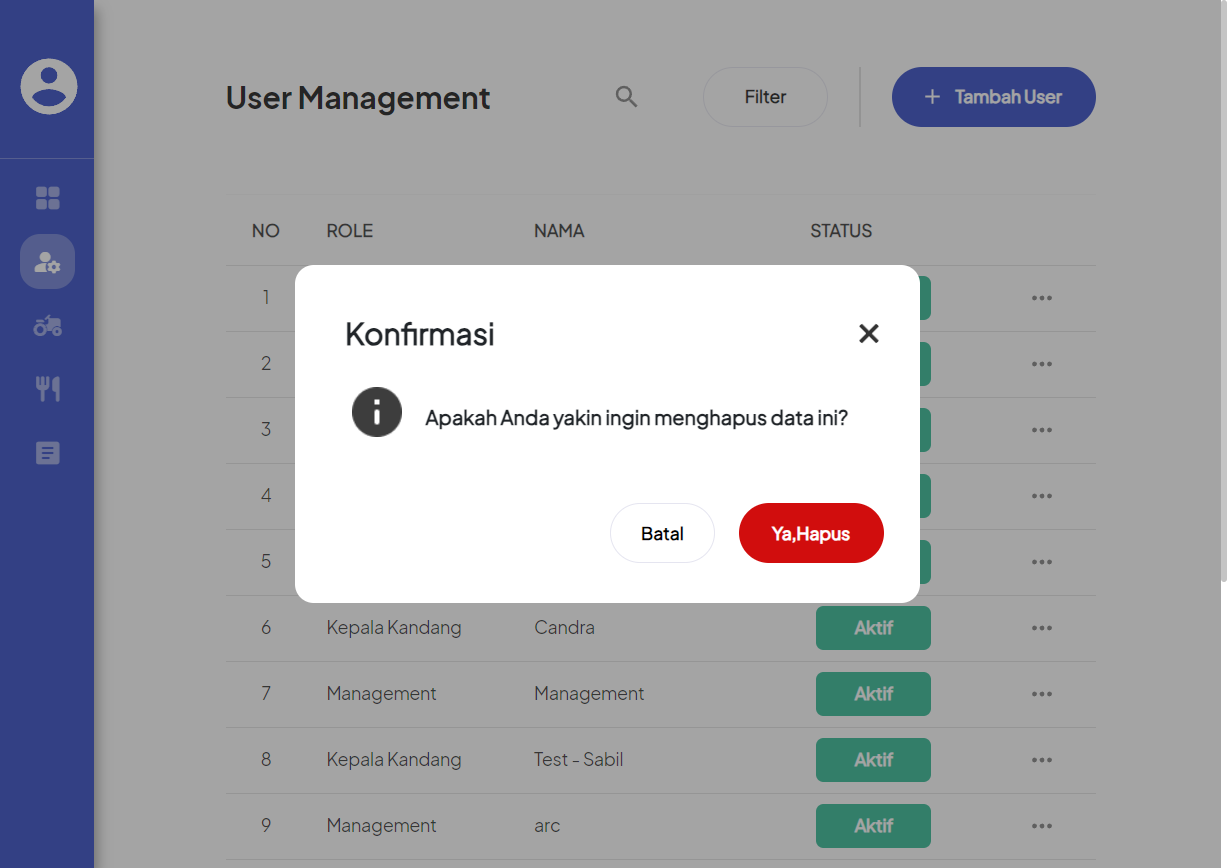 User Management
Filter
+ Tambah User
NO ROLE NAMA STATUS
1
2
3
4
5
Konfirmasi
Apakah Anda yakin ingin menghapus data ini?
Batal
Ya,Hapus
6 Kepala Kandang Candra Aktif
7 Management Management Aktif
8 Kepala Kandang Test - Sabil Aktif
9 Management arc Aktif